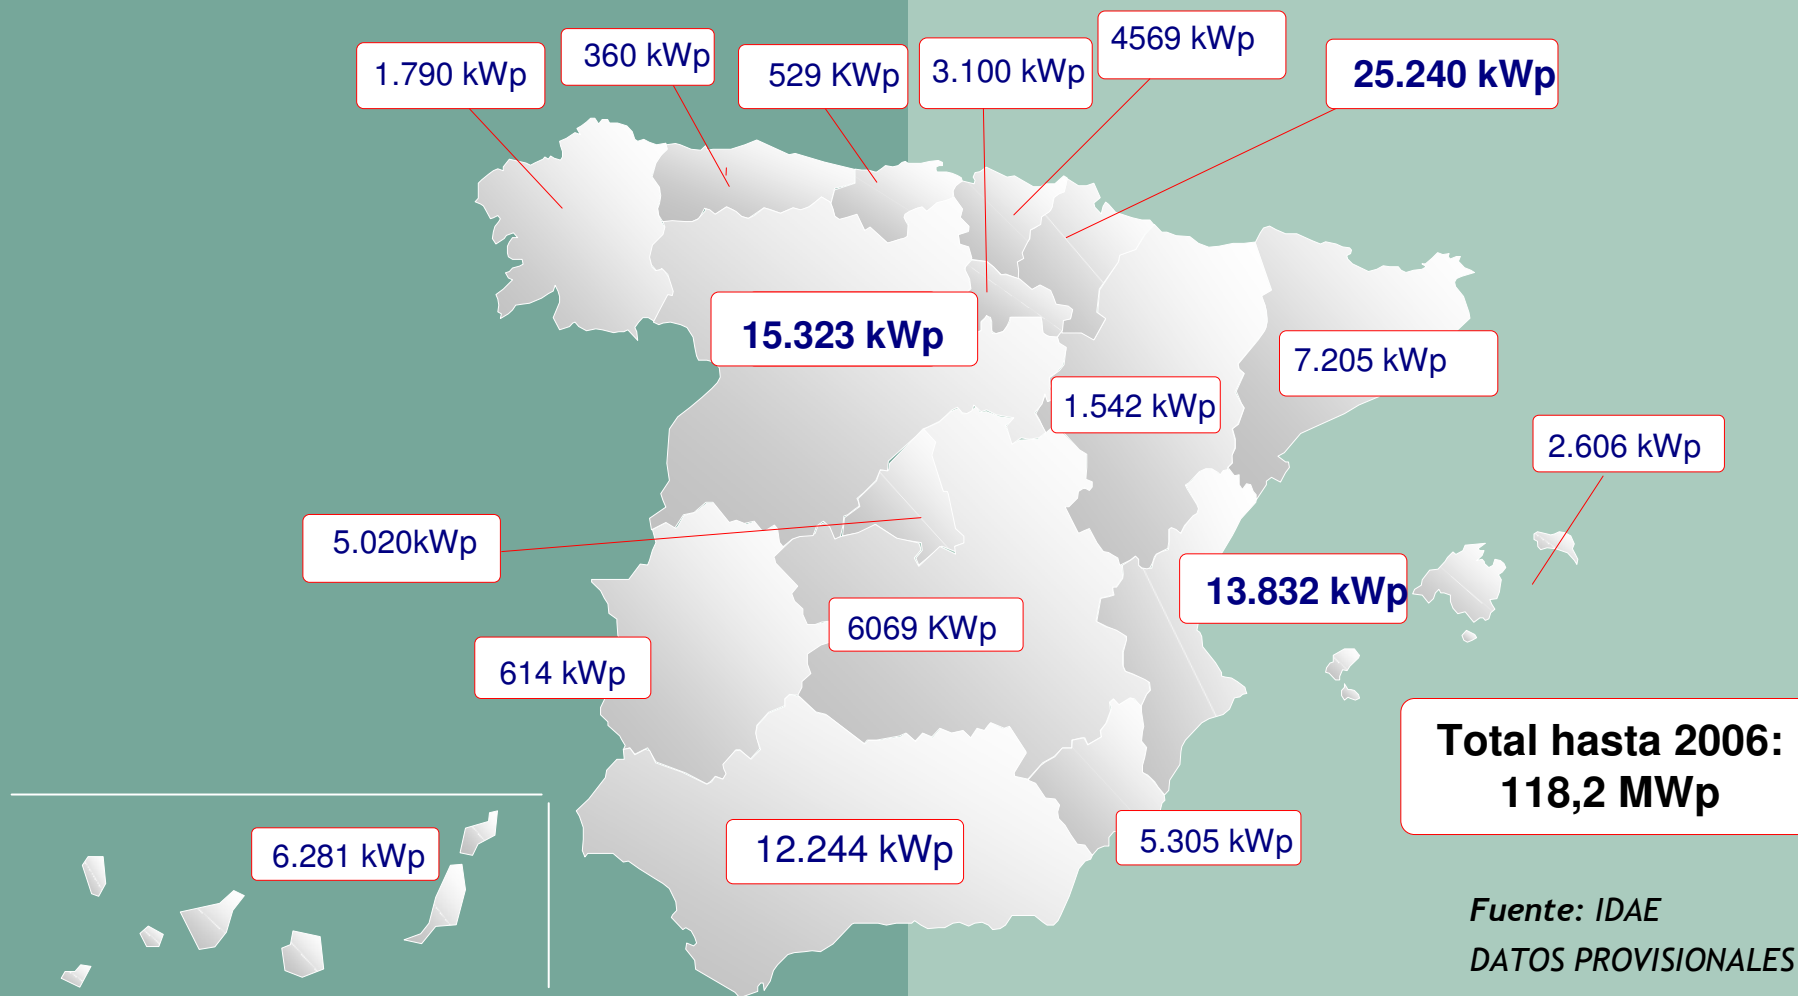 1.790 kWp
360 kWp
529 KWp
3.100 kWp
4569 kWp
25.240 kWp
15.323 kWp
7.205 kWp
1.542 kWp
2.606 kWp
5.020kWp
13.832 kWp
6069 KWp
614 kWp
Total hasta 2006:
118,2 MWp
12.244 kWp
5.305 kWp
6.281 kWp
Fuente: IDAE
DATOS PROVISIONALES